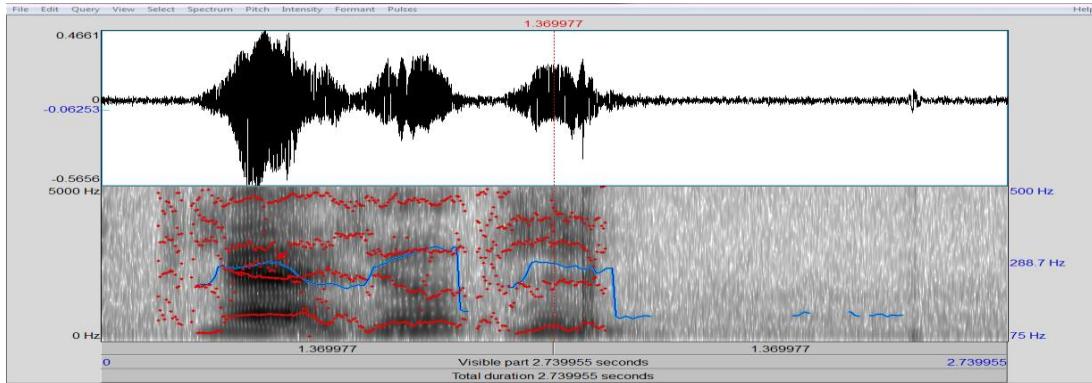 File Edit Query View Select Spectrum Pitch Intensity Formant Pulses Help
1.369977
0.4661
0
-0.06253
-0.5656
5000 Hz 500 Hz
288.7 Hz
0 Hz 75 Hz
1.369977 1.369977
0 Visible part 2.739955 seconds 2.739955
Total duration 2.739955 seconds